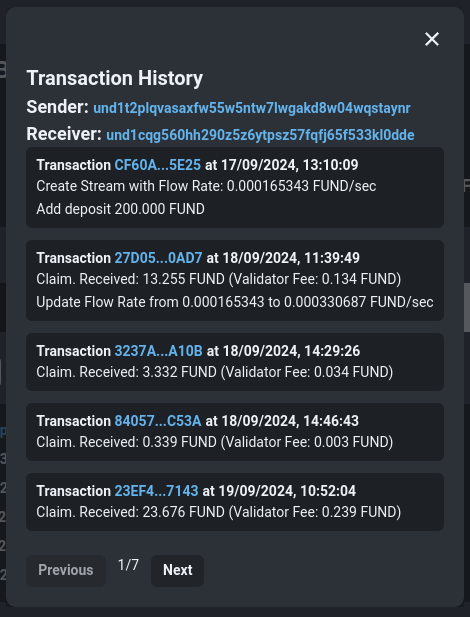 Transaction History
Sender: und1t2plqvasaxfw55w5ntw7lwgakd8w04wqstaynr
Receiver: und1cqg560hh290z5z6ytpsz57fqfj65f533kl0dde
Transaction CF60A...5E25 at 17/09/2024, 13:10:09
Create Stream with Flow Rate: 0.000165343 FUND/sec
Add deposit 200.000 FUND
Transaction 27D05...0AD7 at 18/09/2024, 11:39:49
Claim. Received: 13.255 FUND (Validator Fee: 0.134 FUND)
Update Flow Rate from 0.000165343 to 0.000330687 FUND/sec
Transaction 3237A...A10B at 18/09/2024, 14:29:26
Claim. Received: 3.332 FUND (Validator Fee: 0.034 FUND)
Transaction 84057...C53A at 18/09/2024, 14:46:43
Claim. Received: 0.339 FUND (Validator Fee: 0.003 FUND)
Transaction 23EF4...7143 at 19/09/2024, 10:52:04
Claim. Received: 23.676 FUND (Validator Fee: 0.239 FUND)
Previous 1/7 Next